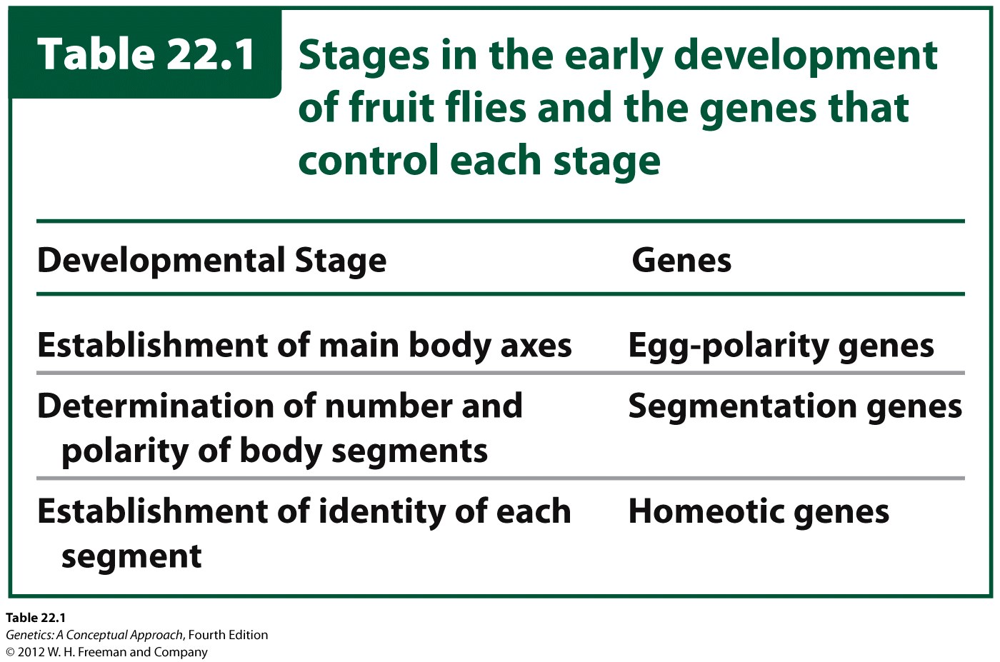 Table 22.1
Stages in the early development
of fruit flies and the genes that
control each stage
Developmental Stage Genes
Establishment of main body axes Egg-polarity genes
Determination of number and Segmentation genes
polarity of body segments
Establishment of identity of each Homeotic genes
segment
Table 22.1
Genetics: A Conceptual Approach, Fourth Edition
© 2012 W. H. Freeman and Company